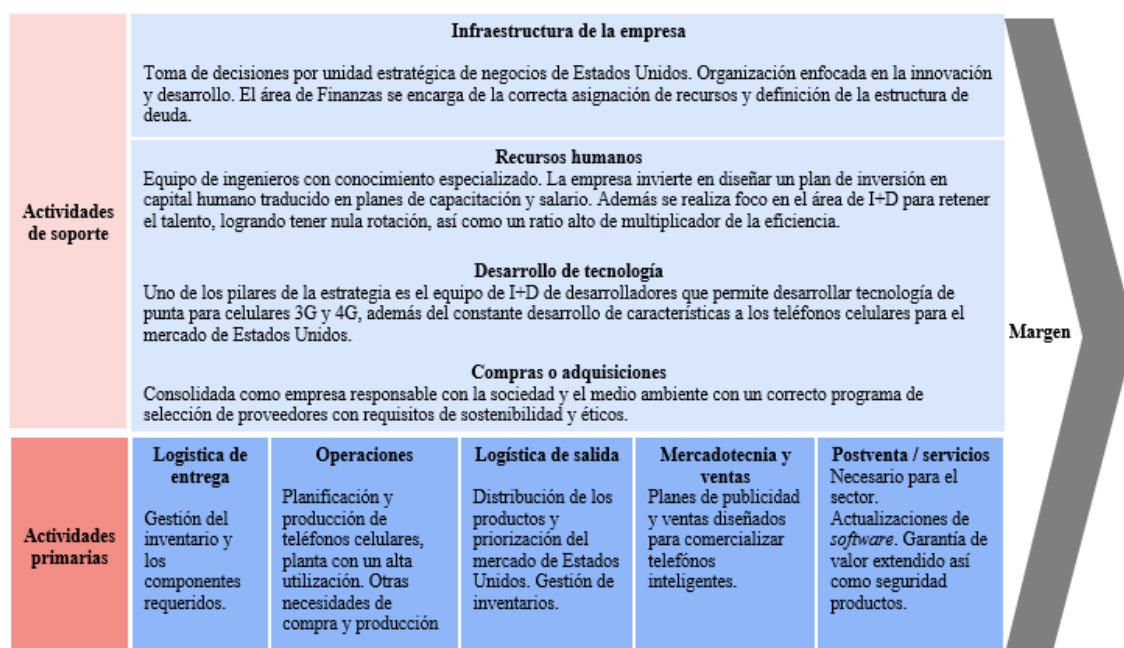 Infraestructura de la empresa
Toma de decisiones por unidad estratégica de negocios de Estados Unidos. Organización enfocada en la innovación
y desarrollo. El área de Finanzas se encarga de la correcta asignación de recursos y definición de la estructura de
deuda.
Actividades
de soporte
Recursos humanos
Equipo de ingenieros con conocimiento especializado. La empresa invierte en diseñar un plan de inversión en
capital humano traducido en planes de capacitación y salario. Además se realiza foco en el área de I+D para retener
el talento, logrando tener nula rotación, así como un ratio alto de multiplicador de la eficiencia.
Desarrollo de tecnología
Uno de los pilares de la estrategia es el equipo de I+D de desarrolladores que permite desarrollar tecnología de
punta para celulares 3G y 4G, además del constante desarrollo de características a los teléfonos celulares para el
mercado de Estados Unidos.
Compras o adquisiciones
Consolidada como empresa responsable con la sociedad y el medio ambiente con un correcto programa de
selección de proveedores con requisitos de sostenibilidad y éticos.
Margen
Actividades
primarias
Logistica de
entrega
Gestión del
inventario y
los
componentes
requeridos.
Operaciones
Planificación y
producción de
teléfonos celulares,
planta con un alta
utilización. Otras
necesidades de
compra y producción
Logística de salida
Distribución de los
productos y
priorización del
mercado de Estados
Unidos. Gestión de
inventarios.
Mercadotecnia y
ventas
Planes de publicidad
y ventas diseñados
para comercializar
telefónos
inteligentes.
Postventa / servicios
Necesario para el
sector.
Actualizaciones de
software. Garantía de
valor extendido así
como seguridad
productos.